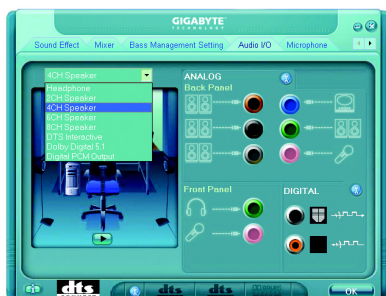 GIGABYTE
TECHNOLOGY
Sound Effect Mixer Bass Management Setting Audio I/O Microphone
4CH Speaker
Headphone
2CH Speaker
4CH Speaker
6CH Speaker
8CH Speaker
DTS Interactive
Dolby Digital 5.1
Digital PCM Output
ANALOG
Back Panel
Front Panel
DIGITAL
dts
CONNECT
dts
dts
OK